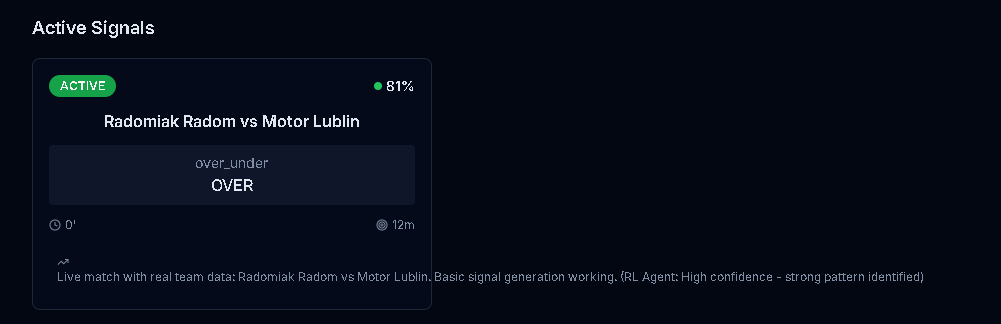 Active Signals
ACTIVE
81%
Radomiak Radom vs Motor Lublin
over_under
OVER
0'
12m
Live match with real team data: Radomiak Radom vs Motor Lublin. Basic signal generation working. (RL Agent: High confidence - strong pattern identified)